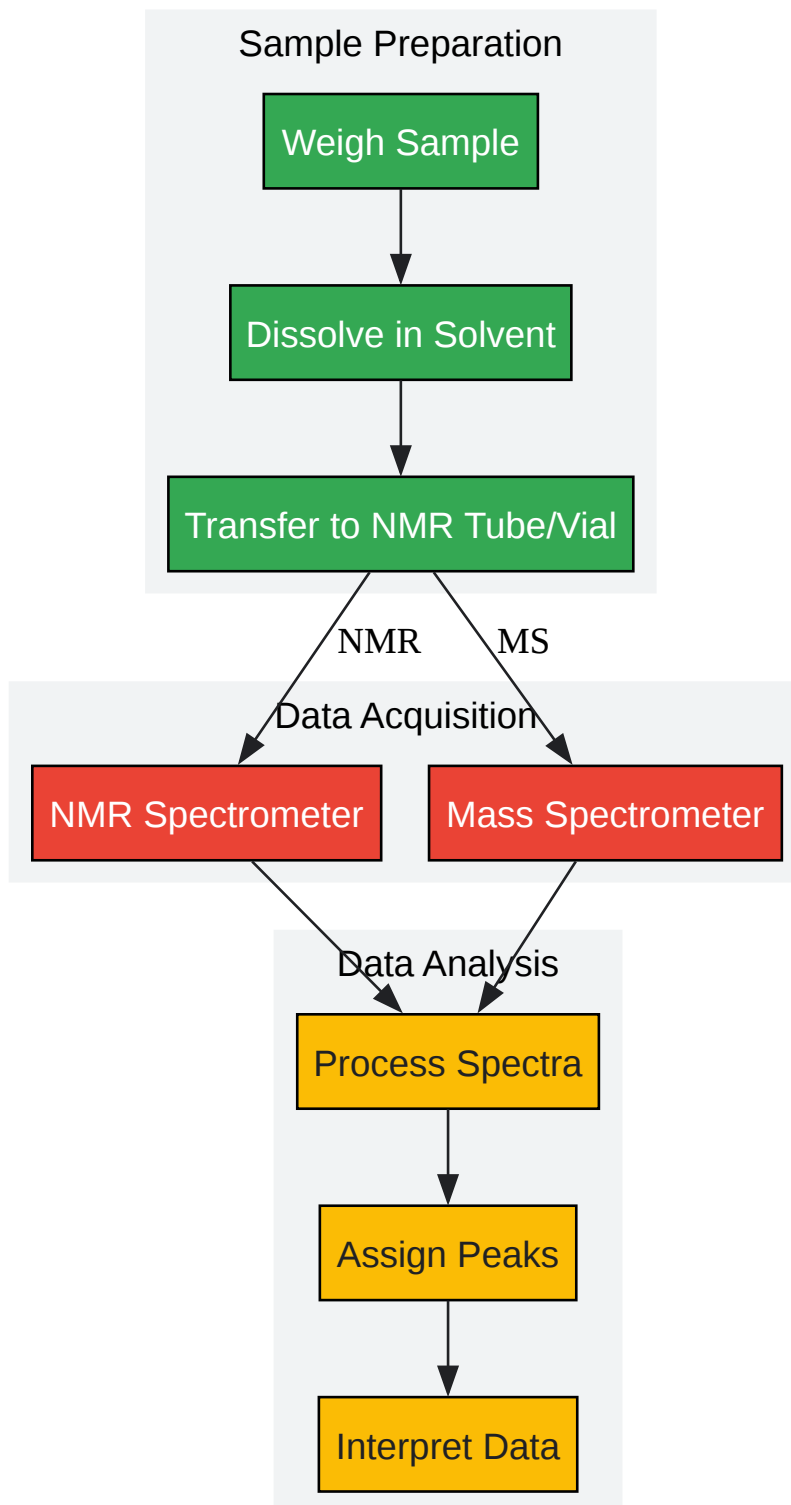 Sample Preparation
Weigh Sample
Dissolve in Solvent
Transfer to NMR Tube/Vial
NMR
MS
Data Acquisition
NMR Spectrometer
Mass Spectrometer
Data Analysis
Process Spectra
Assign Peaks
Interpret Data